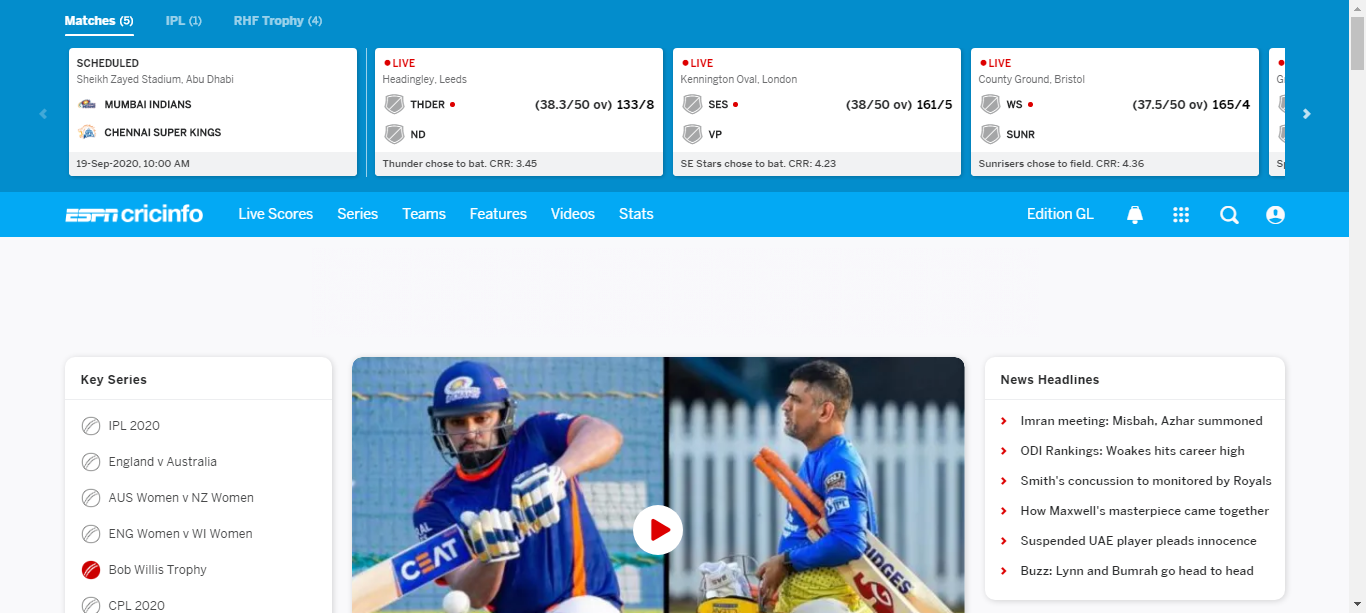 Matches (5)
IPL (1)
RHF Trophy (4)
SCHEDULED
Sheikh Zayed Stadium, Abu Dhabi
MUMBAI INDIANS
CHENNAI SUPER KINGS
19-Sep-2020, 10:00 AM
LIVE
Headingley, Leeds
THDER (38.3/50 ov) 133/8
ND
Thunder chose to bat. CRR: 3.45
LIVE
Kennington Oval, London
SES (38/50 ov) 161/5
VP
SE Stars chose to bat. CRR: 4.23
LIVE
County Ground, Bristol
WS (37.5/50 ov) 165/4
SUNR
Sunrisers chose to field. CRR: 4.36
ESPN cricinfo
Live Scores
Series
Teams
Features
Videos
Stats
Edition GL
Key Series
IPL 2020
England v Australia
AUS Women v NZ Women
ENG Women v WI Women
Bob Willis Trophy
CPL 2020
CEAT
News Headlines
Imran meeting: Misbah, Azhar summoned
ODI Rankings: Woakes hits career high
Smith's concussion to monitored by Royals
How Maxwell's masterpiece came together
Suspended UAE player pleads innocence
Buzz: Lynn and Bumrah go head to head